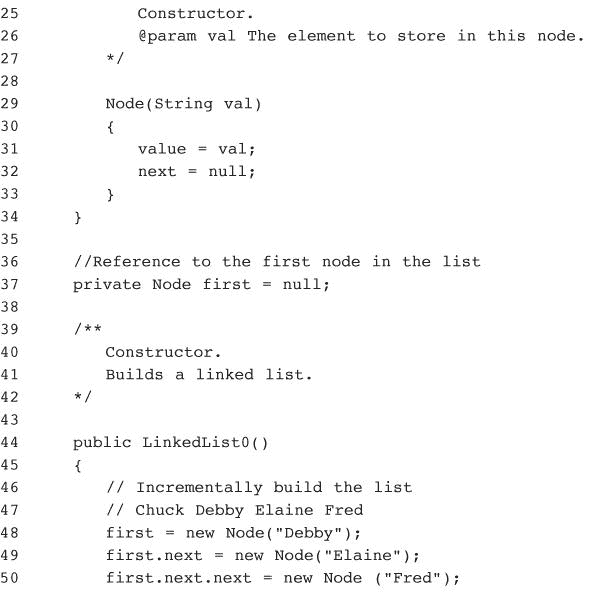 25 Constructor.
26 @param val The element to store in this node.
27 */
28
29 Node(String val)
30 {
31 value = val;
32 next = null;
33 }
34 }
35
36 //Reference to the first node in the list
37 private Node first = null;
38
39 /**
40 Constructor.
41 Builds a linked list.
42 */
43
44 public LinkedList0()
45 {
46 // Incrementally build the list
47 // Chuck Debby Elaine Fred
48 first = new Node("Debby");
49 first.next = new Node("Elaine");
50 first.next.next = new Node ("Fred");